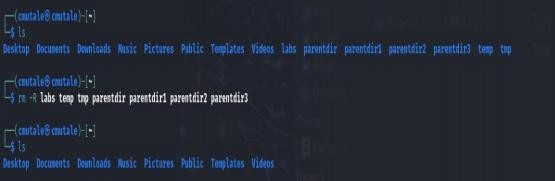 ┌──(cmutale㉿cmutale)-[~]
└─$ ls
Desktop Documents Downloads Music Pictures Public Templates Videos labs parentdir parentdir1 parentdir2 parentdir3 temp tmp
┌──(cmutale㉿cmutale)-[~]
└─$ rm -R labs temp tmp parentdir parentdir1 parentdir2 parentdir3
┌──(cmutale㉿cmutale)-[~]
└─$ ls
Desktop Documents Downloads Music Pictures Public Templates Videos